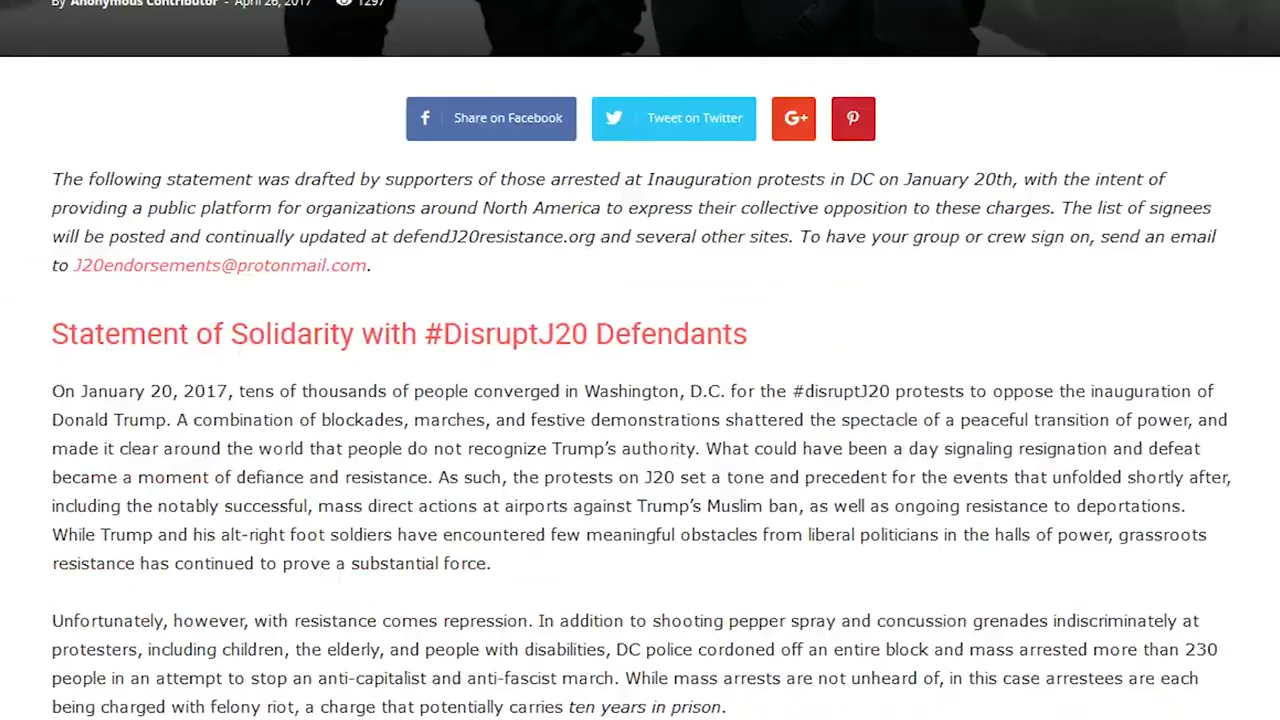 By Anonymous Contributor - April 26, 2017 1297
Share on Facebook
Tweet on Twitter
G+
The following statement was drafted by supporters of those arrested at Inauguration protests in DC on January 20th, with the intent of
providing a public platform for organizations around North America to express their collective opposition to these charges. The list of signees
will be posted and continually updated at defendJ20resistance.org and several other sites. To have your group or crew sign on, send an email
to J20endorsements@protonmail.com.
Statement of Solidarity with #DisruptJ20 Defendants
On January 20, 2017, tens of thousands of people converged in Washington, D.C. for the #disruptJ20 protests to oppose the inauguration of
Donald Trump. A combination of blockades, marches, and festive demonstrations shattered the spectacle of a peaceful transition of power, and
made it clear around the world that people do not recognize Trump’s authority. What could have been a day signaling resignation and defeat
became a moment of defiance and resistance. As such, the protests on J20 set a tone and precedent for the events that unfolded shortly after,
including the notably successful, mass direct actions at airports against Trump’s Muslim ban, as well as ongoing resistance to deportations.
While Trump and his alt-right foot soldiers have encountered few meaningful obstacles from liberal politicians in the halls of power, grassroots
resistance has continued to prove a substantial force.
Unfortunately, however, with resistance comes repression. In addition to shooting pepper spray and concussion grenades indiscriminately at
protesters, including children, the elderly, and people with disabilities, DC police cordoned off an entire block and mass arrested more than 230
people in an attempt to stop an anti-capitalist and anti-fascist march. While mass arrests are not unheard of, in this case arrestees are each
being charged with felony riot, a charge that potentially carries ten years in prison.